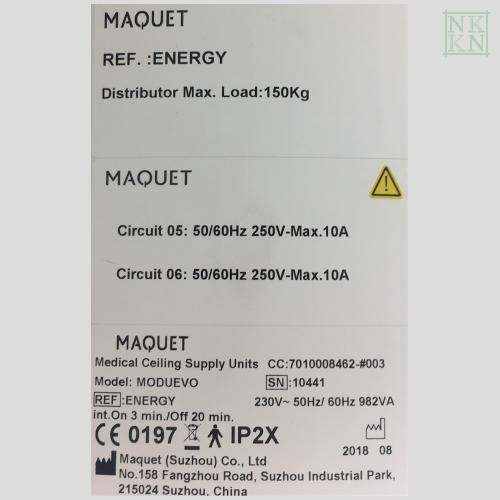 NK
KN
MAQUET
REF. :ENERGY
Distributor Max. Load:150Kg
MAQUET
Circuit 05: 50/60Hz 250V-Max.10A
Circuit 06: 50/60Hz 250V-Max.10A
MAQUET
Medical Ceiling Supply Units CC:7010008462-#003
Model: MODUEVO SN:10441
REF:ENERGY 230V~ 50Hz/ 60Hz 982VA
int.On 3 min./Off 20 min.
CE 0197 IP2X
2018 08
Maquet (Suzhou) Co., Ltd
No.158 Fangzhou Road, Suzhou Industrial Park,
215024 Suzhou, China